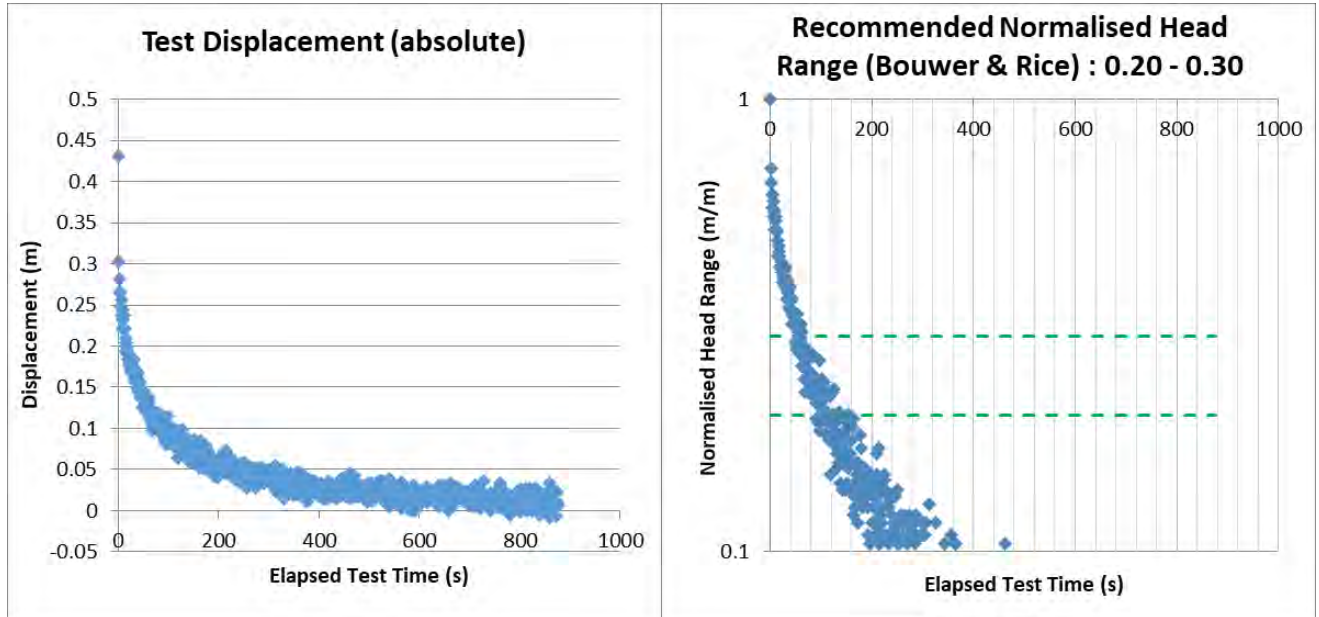 Test Displacement (absolute)
0.5
0.45
0.4
0.35
0.3
0.25
0.2
0.15
0.1
0.05
0
-0.05
Displacement (m)
0 200 400 600 800 1000
Elapsed Test Time (s)
Recommended Normalised Head
Range (Bouwer & Rice) : 0.20 - 0.30
1
0 200 400 600 800 1000
Normalised Head Range (m/m)
0.1
Elapsed Test Time (s)